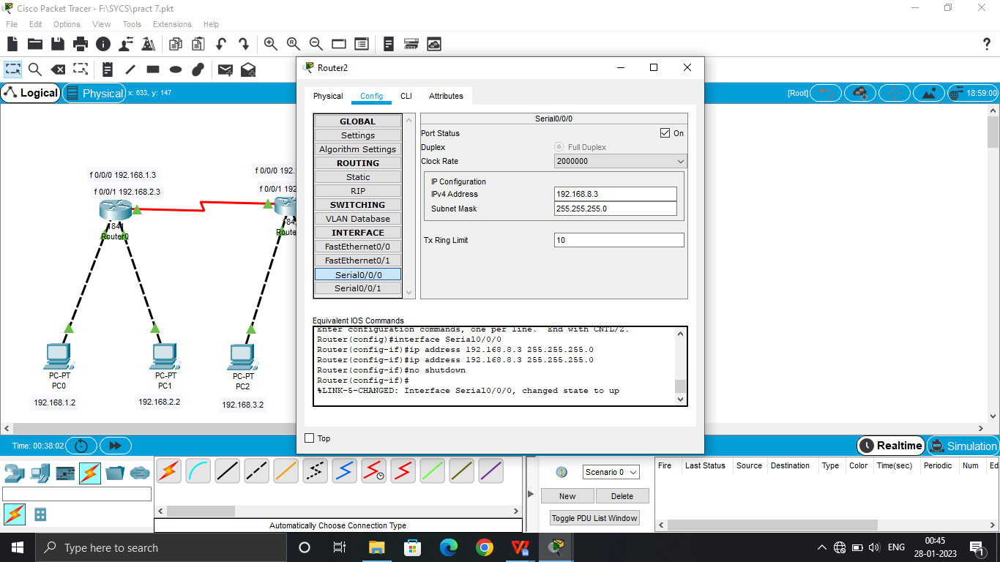 Cisco Packet Tracer - F:\SYCS\pract 7.pkt
File Edit Options View Tools Extensions Help
?
Logical Physical x: 633, y: 147 [Root] 18:59:00
f 0/0/0 192.168.1.3
f 0/0/1 192.168.2.3
1841
Router0
f 0/0/0 192.
f 0/0/1 192
184
Route
PC-PT
PC0
192.168.1.2
PC-PT
PC1
192.168.2.2
PC-PT
PC2
192.168.3.2
Router2
Physical Config CLI Attributes
GLOBAL
Settings
Algorithm Settings
ROUTING
Static
RIP
SWITCHING
VLAN Database
INTERFACE
FastEthernet0/0
FastEthernet0/1
Serial0/0/0
Serial0/0/1
Serial0/0/0
Port Status On
Duplex Full Duplex
Clock Rate 2000000
IP Configuration
IPv4 Address 192.168.8.3
Subnet Mask 255.255.255.0
Tx Ring Limit 10
Equivalent IOS Commands
Enter configuration commands, one per line. End with CNTL/Z.
Router(config)#interface Serial0/0/0
Router(config-if)#ip address 192.168.8.3 255.255.255.0
Router(config-if)#ip address 192.168.8.3 255.255.255.0
Router(config-if)#no shutdown
Router(config-if)#
%LINK-5-CHANGED: Interface Serial0/0/0, changed state to up
Top
Time: 00:38:02 Realtime Simulation
Automatically Choose Connection Type
Scenario 0
New Delete
Toggle PDU List Window
Fire Last Status Source Destination Type Color Time(sec) Periodic Num Ed
Type here to search
ENG
00:45
28-01-2023
1